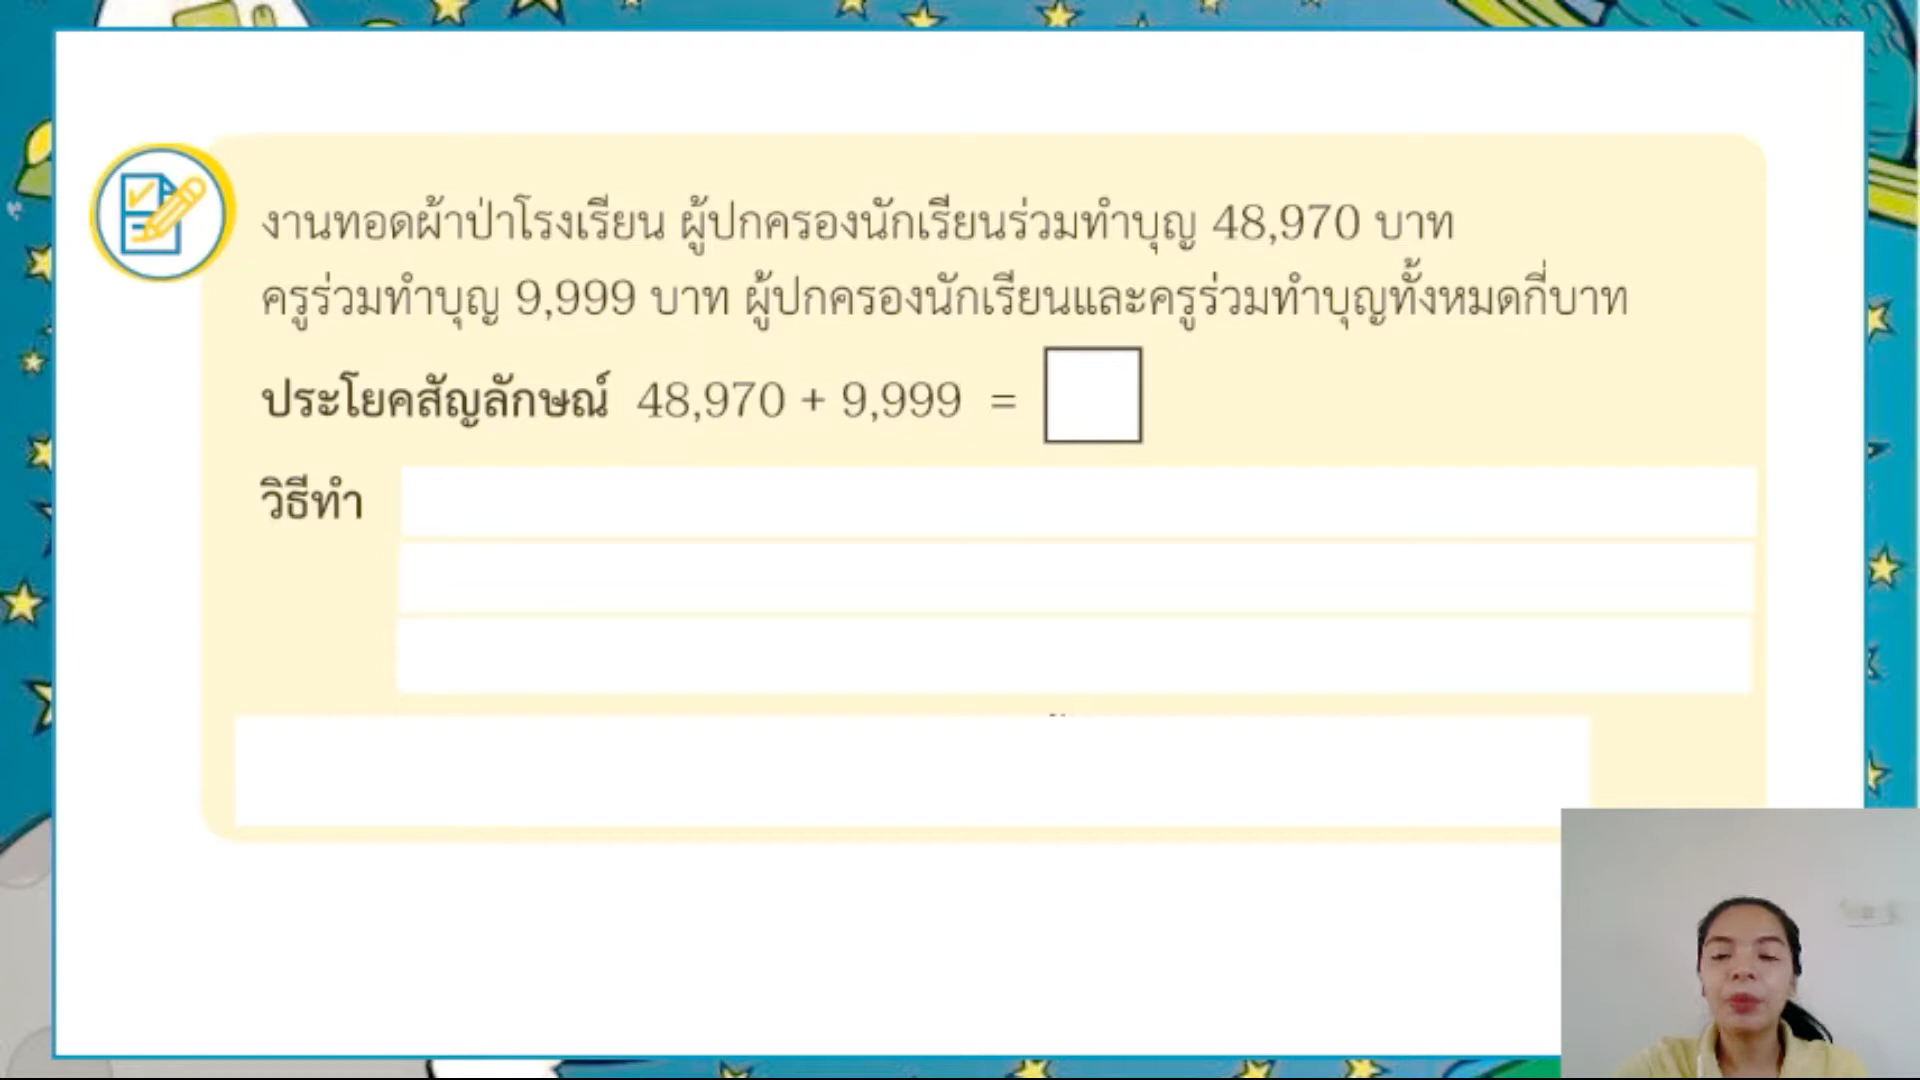 งานทอดผ้าป่าโรงเรียน ผู้ปกครองนักเรียนร่วมทำบุญ 48,970 บาท
ครูร่วมทำบุญ 9,999 บาท ผู้ปกครองนักเรียนและครูร่วมทำบุญทั้งหมดกี่บาท
ประโยคสัญลักษณ์ 48,970 + 9,999 =
วิธีทำ